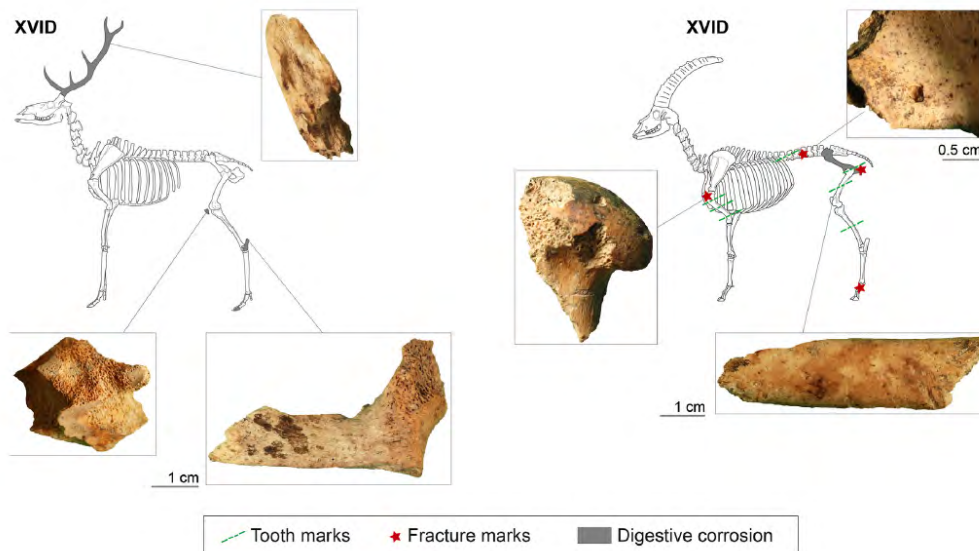 XVID
XVID
0.5 cm
1 cm
1 cm
Tooth marks
Fracture marks
Digestive corrosion